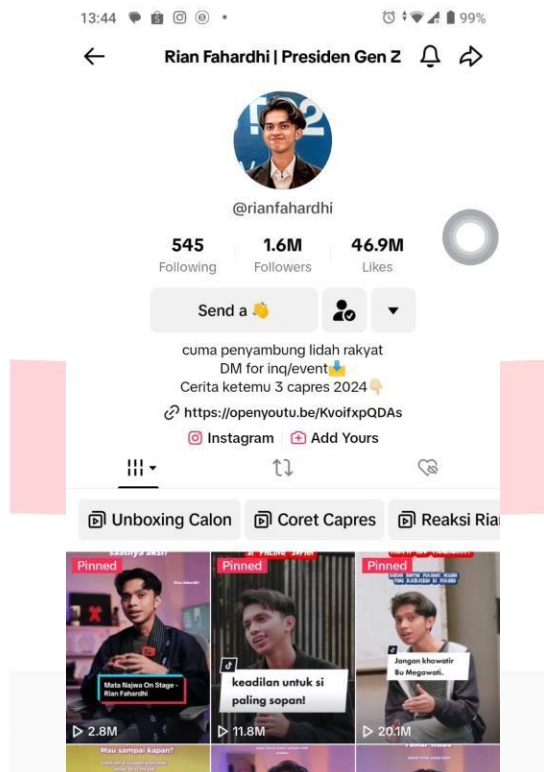 13:44
99%
Rian Fahardhi | Presiden Gen Z
@rianfahardhi
545 1.6M 46.9M
Following Followers Likes
Send a 👏
cuma penyambung lidah rakyat
DM for inq/event📩
Cerita ketemu 3 capres 2024👇🏻
https://openyoutu.be/KvoifxpQDAs
Instagram Add Yours
Unboxing Calon Coret Capres Reaksi Ria
Pinned
Mata Najwa On Stage -
Rian Fahardhi
2.8M
Pinned
keadilan untuk si
paling sopan!
11.8M
Pinned
Jangan khawatir
Bu Megawati.
20.1M
Mau sampai kapan?